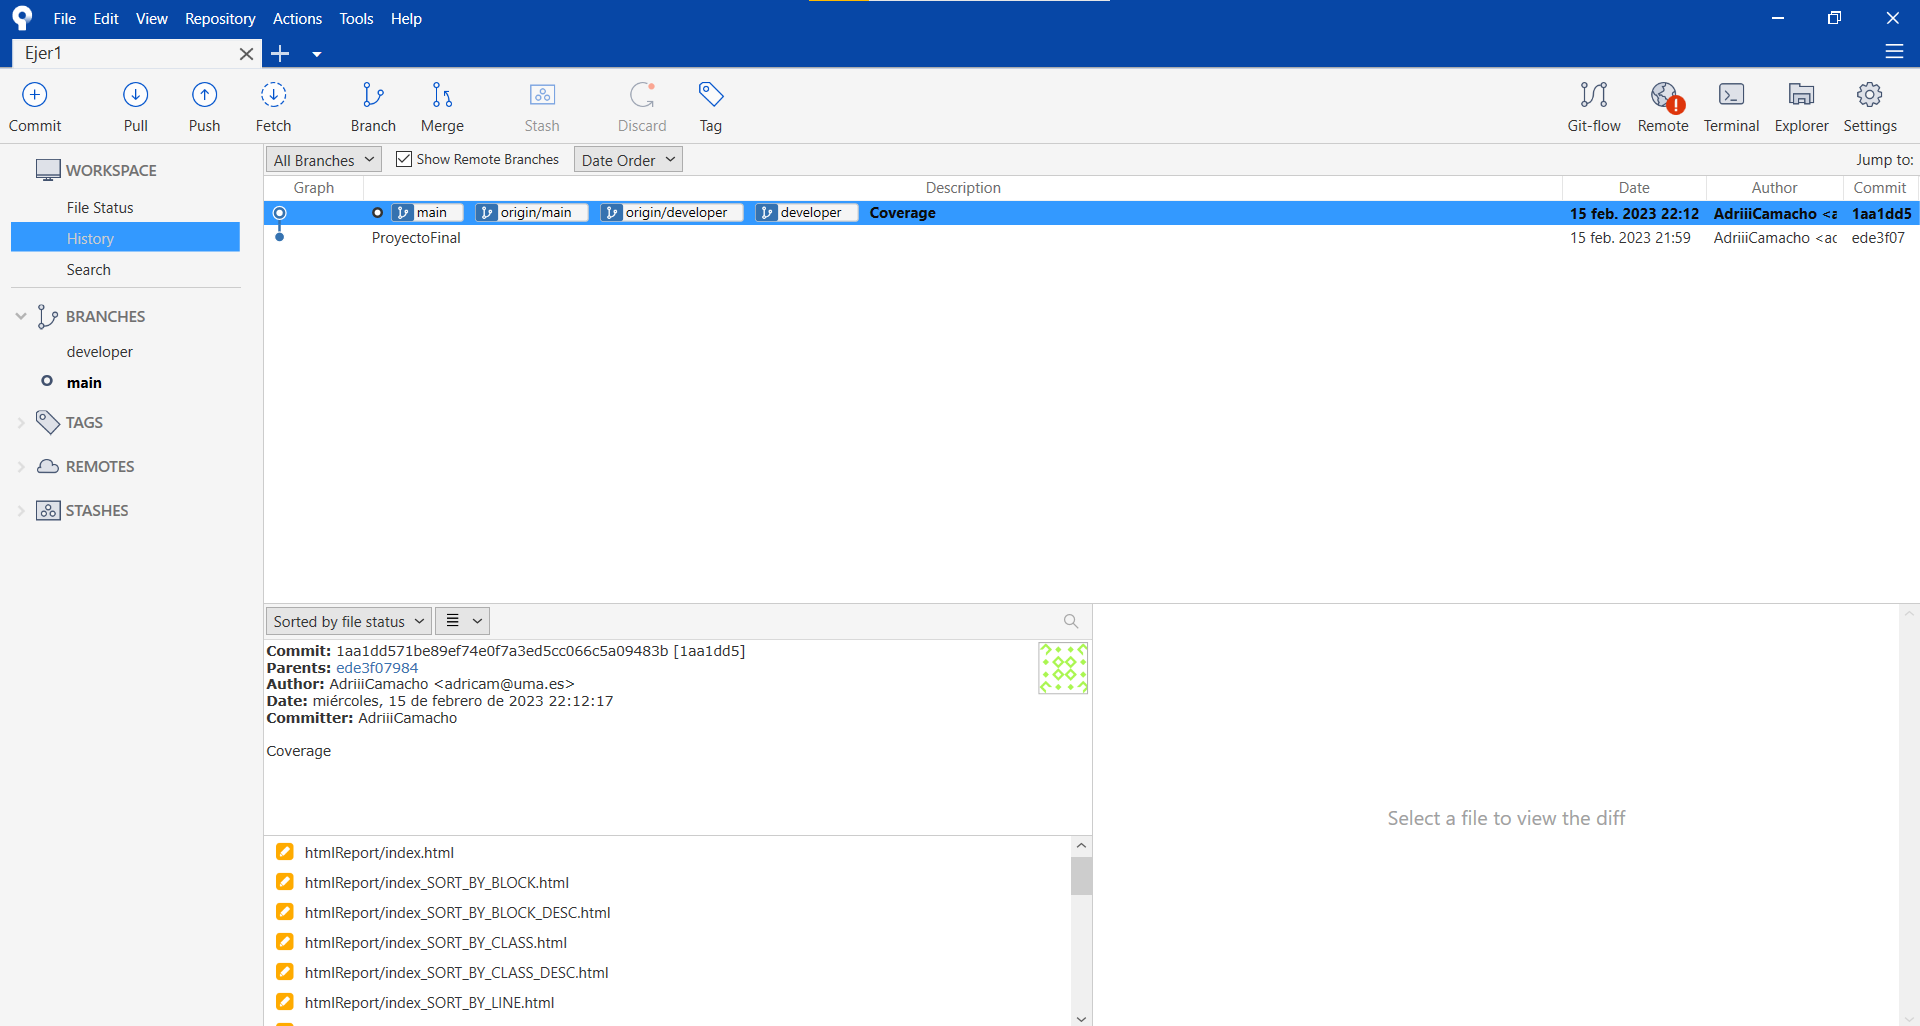 File Edit View Repository Actions Tools Help
Ejer1
Commit Pull Push Fetch Branch Merge Stash Discard Tag Git-flow Remote Terminal Explorer Settings
WORKSPACE
File Status
History
Search
BRANCHES
developer
main
TAGS
REMOTES
STASHES
All Branches Show Remote Branches Date Order Jump to:
Graph Description Date Author Commit
main origin/main origin/developer developer Coverage 15 feb. 2023 22:12 AdriiiCamacho <a 1aa1dd5
ProyectoFinal 15 feb. 2023 21:59 AdriiiCamacho <ac ede3f07
Sorted by file status
Commit: 1aa1dd571be89ef74e0f7a3ed5cc066c5a09483b [1aa1dd5]
Parents: ede3f07984
Author: AdriiiCamacho <adricam@uma.es>
Date: miércoles, 15 de febrero de 2023 22:12:17
Committer: AdriiiCamacho
Coverage
htmlReport/index.html
htmlReport/index_SORT_BY_BLOCK.html
htmlReport/index_SORT_BY_BLOCK_DESC.html
htmlReport/index_SORT_BY_CLASS.html
htmlReport/index_SORT_BY_CLASS_DESC.html
htmlReport/index_SORT_BY_LINE.html
Select a file to view the diff